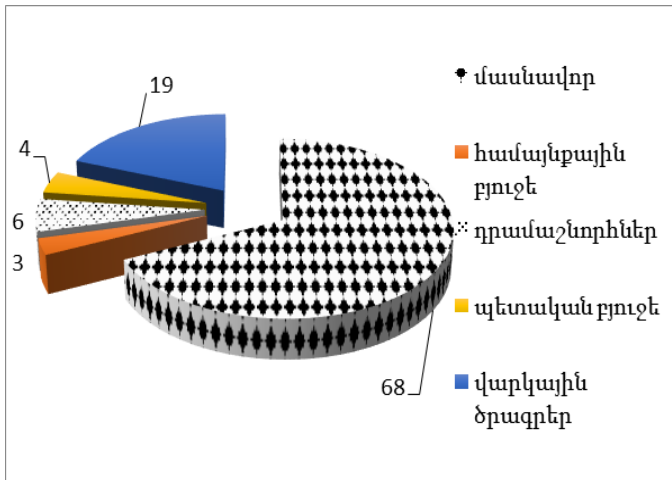 19
4
6
3
68
մասնավոր
համայնքային
բյուջե
դրամաշնորհներ
պետական բյուջե
վարկային
ծրագրեր